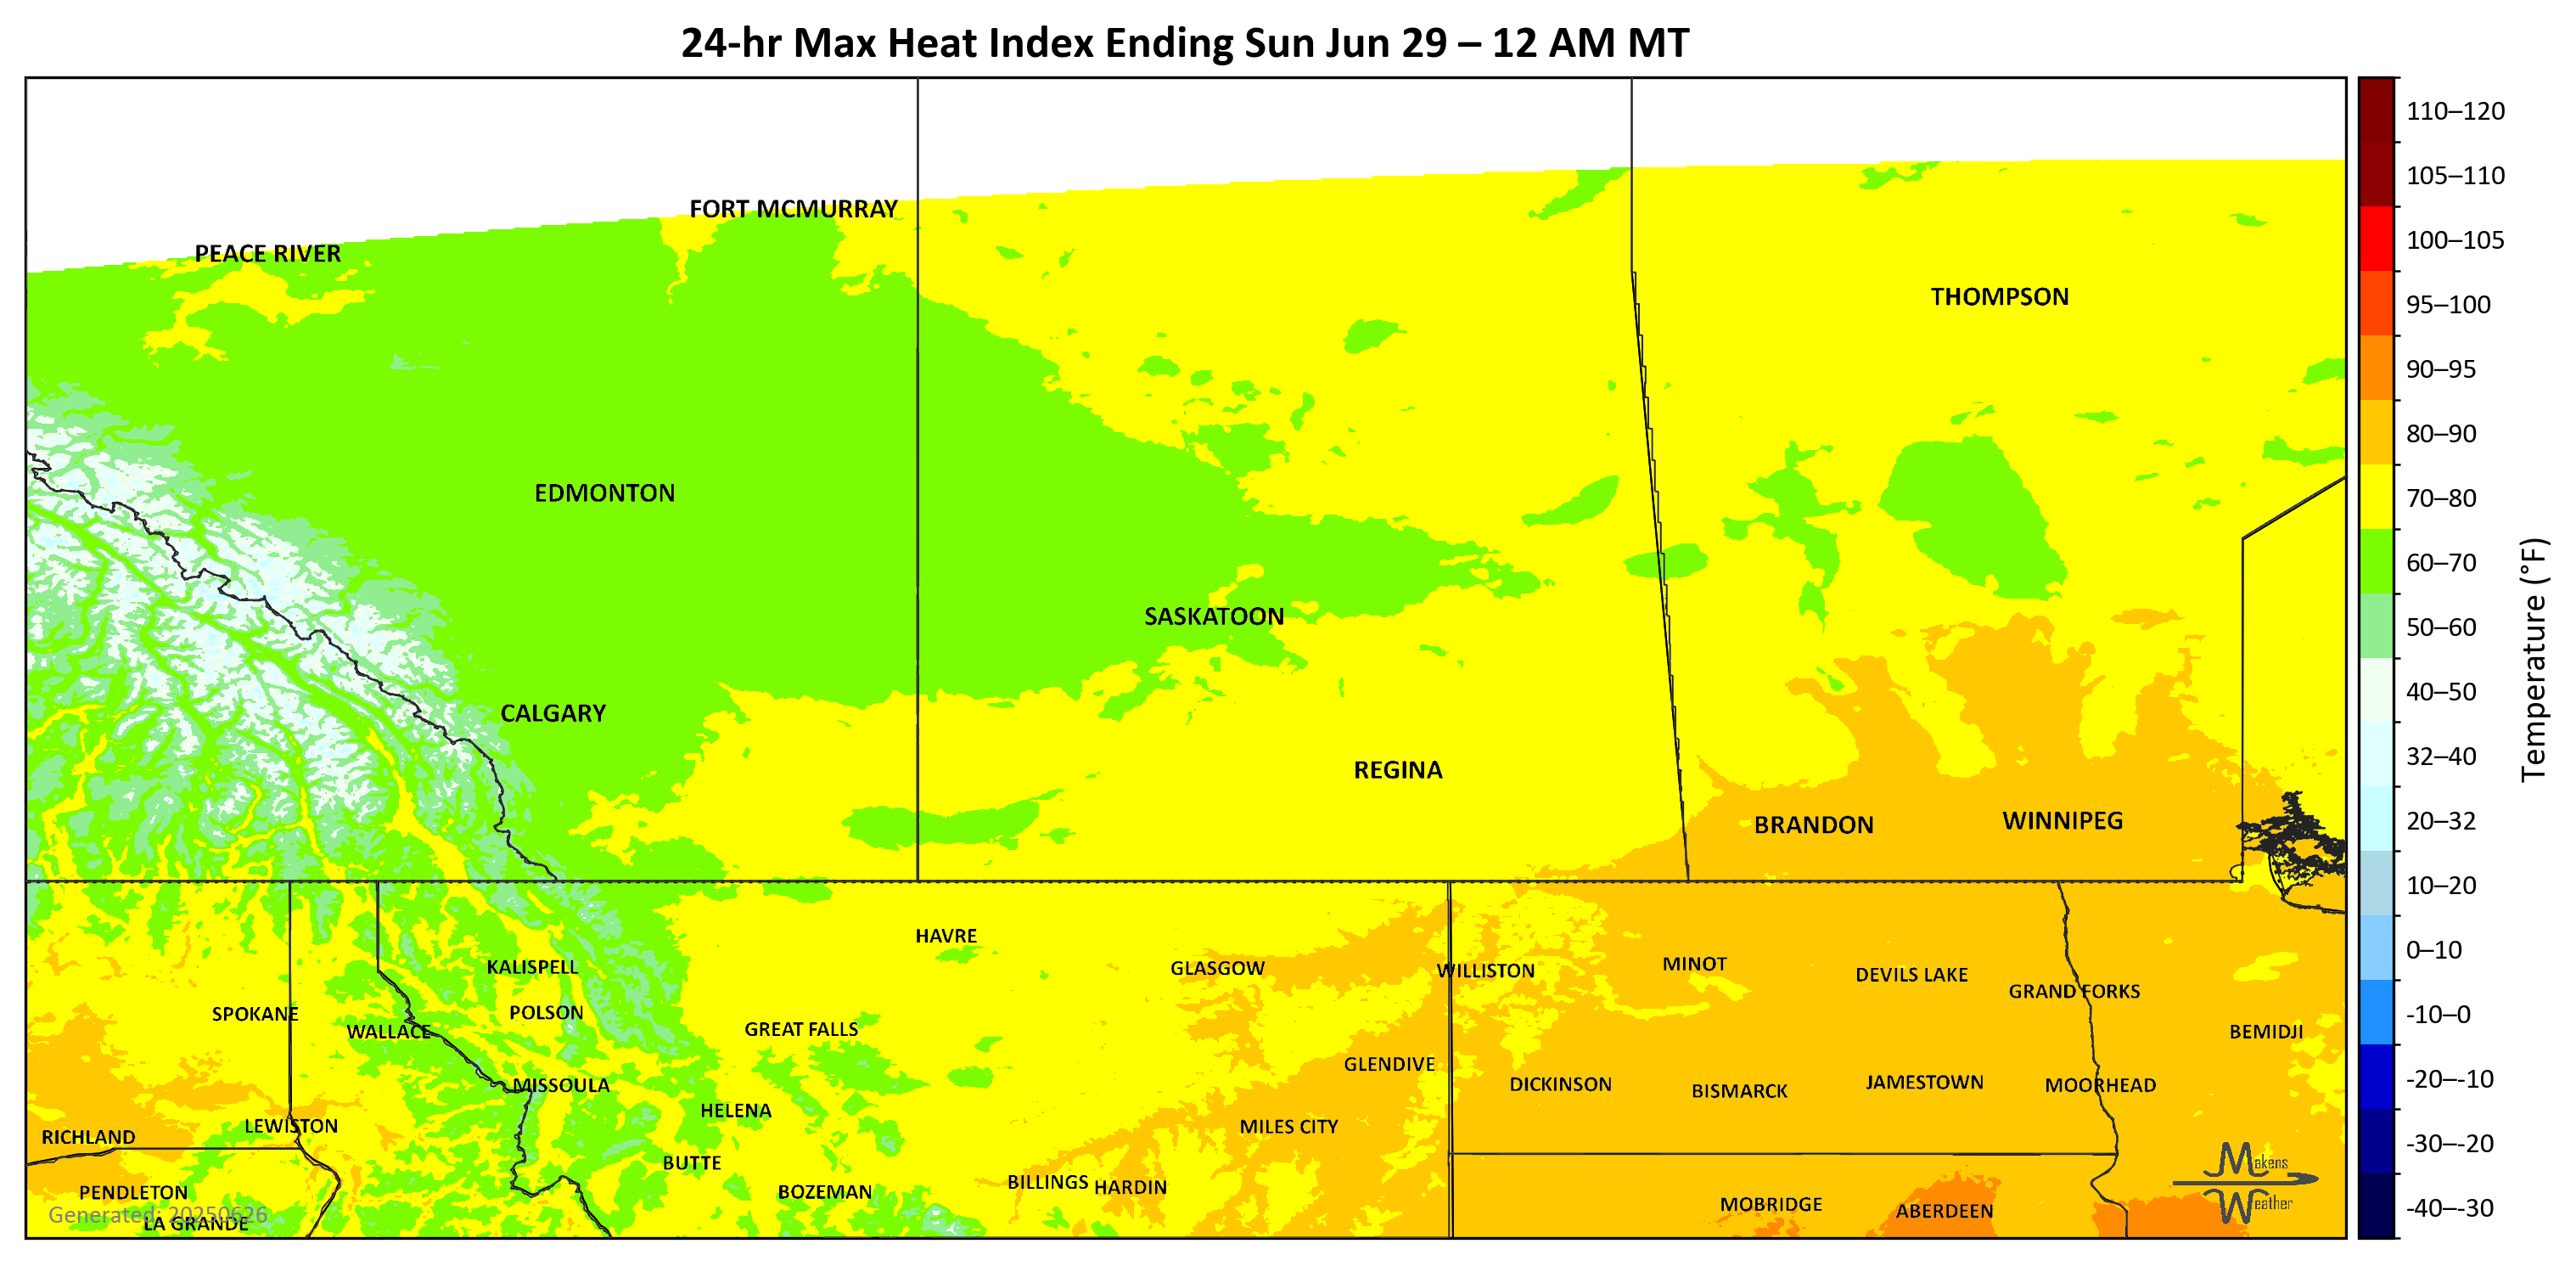 24-hr Max Heat Index Ending Sun Jun 29 – 12 AM MT
FORT MCMURRAY
PEACE RIVER
THOMPSON
EDMONTON
SASKATOON
CALGARY
REGINA
BRANDON
WINNIPEG
HAVRE
KALISPELL
GLASGOW
WILLISTON
MINOT
DEVILS LAKE
GRAND FORKS
SPOKANE
POLSON
WALLACE
GREAT FALLS
BEMIDJI
GLENDIVE
MISSOULA
DICKINSON
BISMARCK
JAMESTOWN
MOORHEAD
HELENA
LEWISTON
MILES CITY
RICHLAND
BUTTE
BILLINGS
HARDIN
PENDLETON
BOZEMAN
MOBRIDGE
ABERDEEN
LA GRANDE
Generated: 20250626
Makens
Weather
110–120
105–110
100–105
95–100
90–95
80–90
70–80
60–70
50–60
40–50
32–40
20–32
10–20
0–10
-10–0
-20–-10
-30–-20
-40–-30
Temperature (°F)